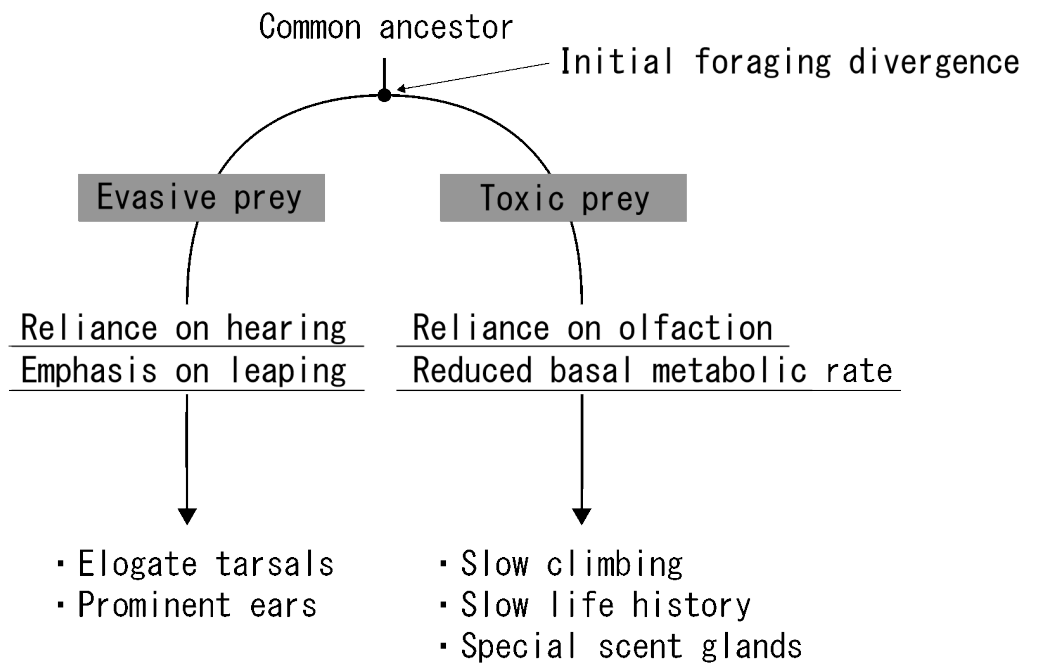 Common ancestor
Initial foraging divergence
Evasive prey
Toxic prey
Reliance on hearing
Emphasis on leaping
Reliance on olfaction
Reduced basal metabolic rate
・Elogate tarsals
・Prominent ears
・Slow climbing
・Slow life history
・Special scent glands